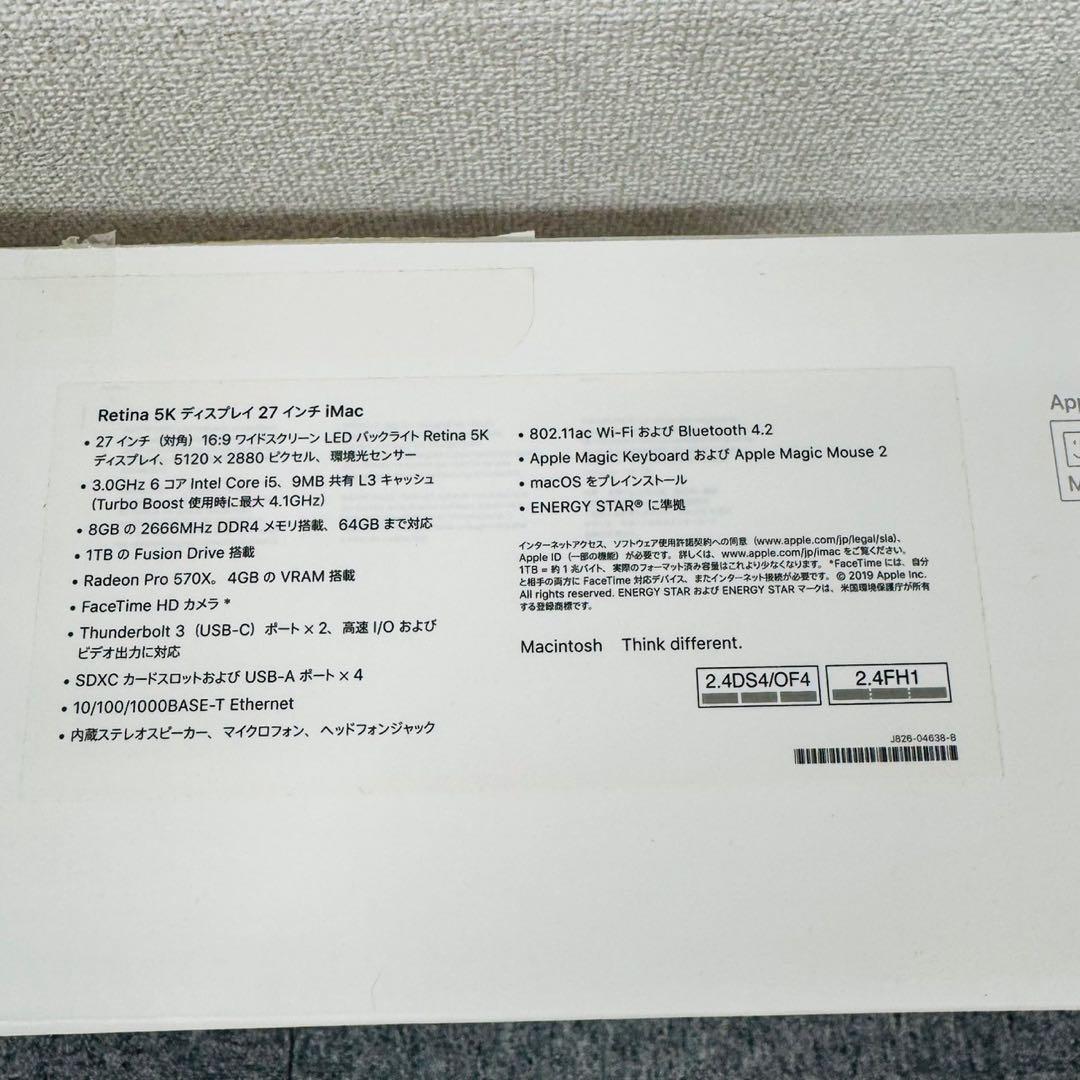 Retina 5K ディスプレイ 27 インチ iMac
• 27 インチ（対角）16:9 ワイドスクリーン LED バックライト Retina 5K
ディスプレイ、5120 × 2880 ピクセル、環境光センサー
• 3.0GHz 6 コア Intel Core i5、9MB 共有 L3 キャッシュ
（Turbo Boost 使用時に最大 4.1GHz）
• 8GB の 2666MHz DDR4 メモリ搭載、64GB まで対応
• 1TB の Fusion Drive 搭載
• Radeon Pro 570X。4GB の VRAM 搭載
• FaceTime HD カメラ *
• Thunderbolt 3（USB-C）ポート × 2、高速 I/O および
ビデオ出力に対応
• SDXC カードスロットおよび USB-A ポート × 4
• 10/100/1000BASE-T Ethernet
• 内蔵ステレオスピーカー、マイクロフォン、ヘッドフォンジャック
• 802.11ac Wi-Fi および Bluetooth 4.2
• Apple Magic Keyboard および Apple Magic Mouse 2
• macOS をプレインストール
• ENERGY STAR® に準拠
インターネットアクセス、ソフトウェア使用許諾契約への同意（www.apple.com/jp/legal/sla)、
Apple ID（一部の機能）が必要です。詳しくは、www.apple.com/jp/imac をご覧ください。
1TB = 約 1 兆バイト、実際のフォーマット済み容量はこれより少なくなります。*FaceTime には、自分
と相手の両方に FaceTime 対応デバイス、またインターネット接続が必要です。© 2019 Apple Inc.
All rights reserved. ENERGY STAR および ENERGY STAR マークは、米国環境保護庁が所有
する登録商標です。
Macintosh Think different.
2.4DS4/OF4 2.4FH1
J826-04638-B